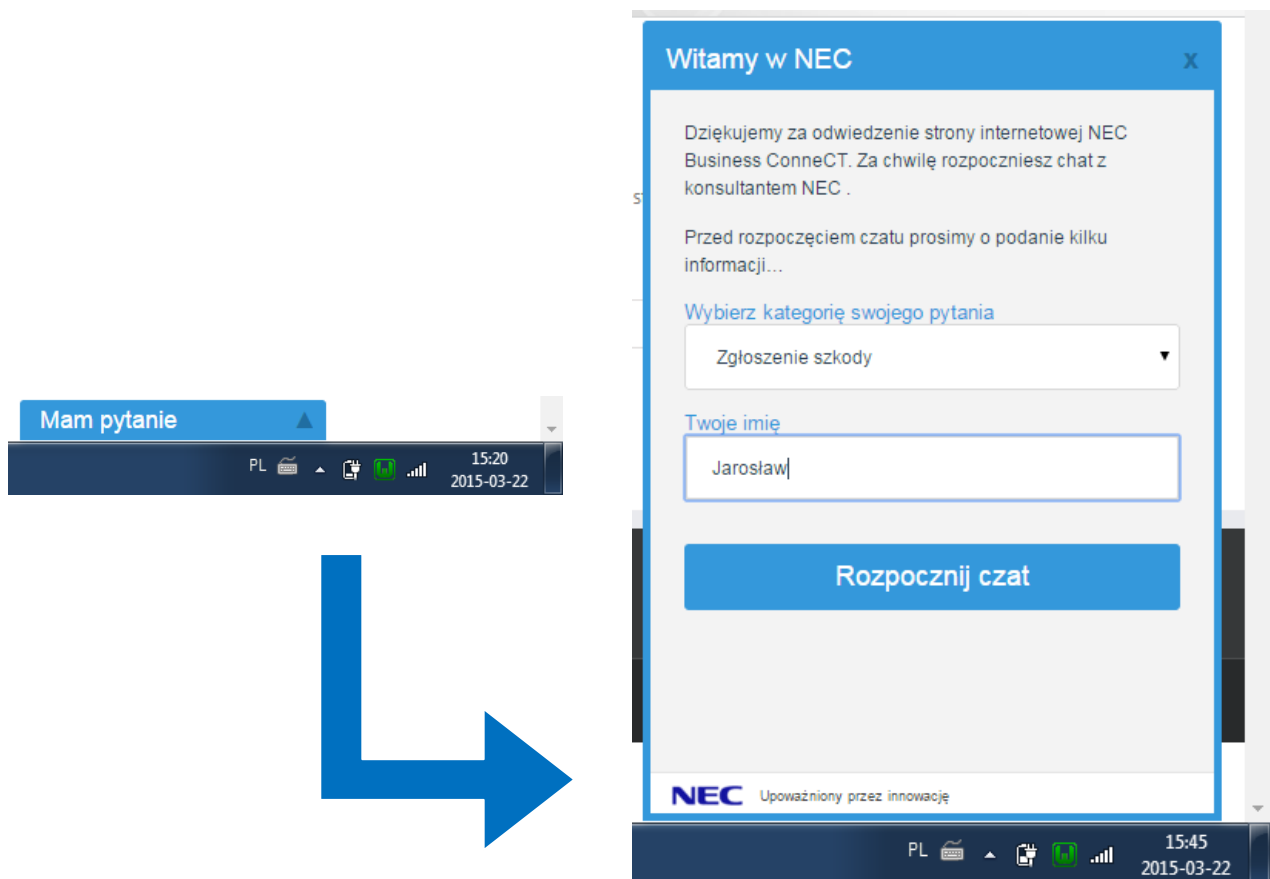 Mam pytanie
PL
15:20
2015-03-22
Witamy w NEC
x
Dziękujemy za odwiedzenie strony internetowej NEC
Business ConneCT. Za chwilę rozpoczniesz chat z
konsultantem NEC .
Przed rozpoczęciem czatu prosimy o podanie kilku
informacji...
Wybierz kategorię swojego pytania
Zgłoszenie szkody
Twoje imię
Jarosław
Rozpocznij czat
NEC Upoważniony przez innowację
PL
15:45
2015-03-22